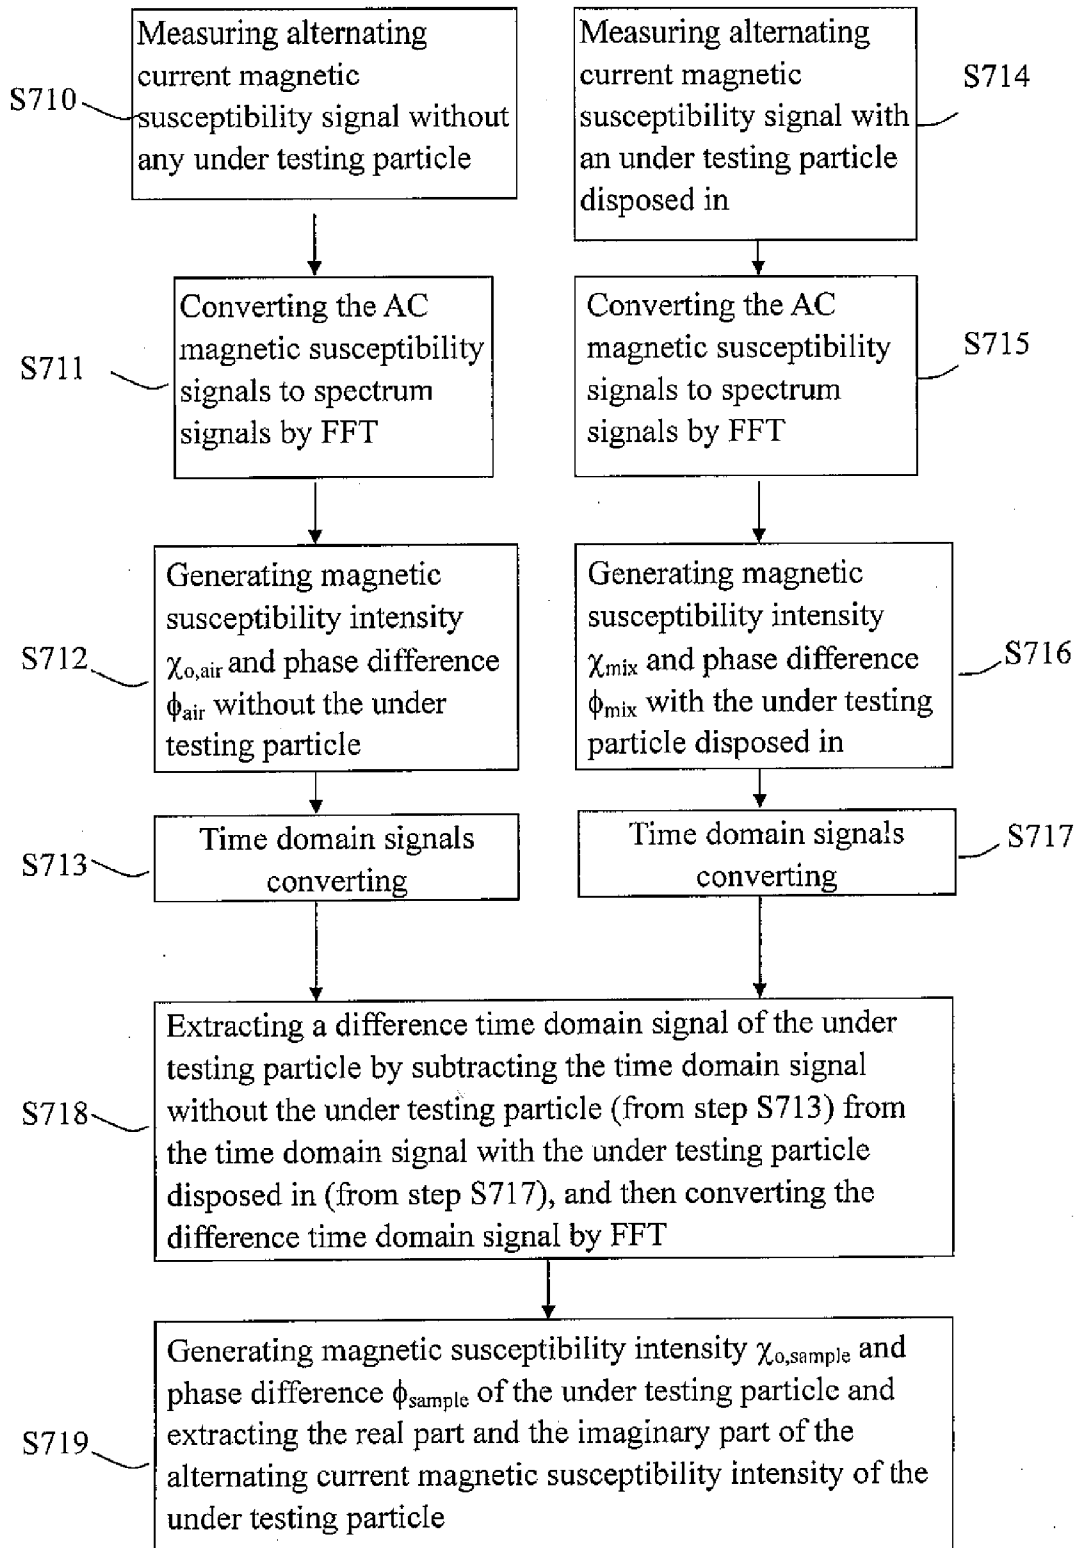 S710
Measuring alternating
current magnetic
susceptibility signal without
any under testing particle
S711
Converting the AC
magnetic susceptibility
signals to spectrum
signals by FFT
S712
Generating magnetic
susceptibility intensity
χo,air and phase difference
ϕair without the under
testing particle
S713
Time domain signals
converting
S714
Measuring alternating
current magnetic
susceptibility signal with
an under testing particle
disposed in
S715
Converting the AC
magnetic susceptibility
signals to spectrum
signals by FFT
S716
Generating magnetic
susceptibility intensity
χmix and phase difference
ϕmix with the under testing
particle disposed in
S717
Time domain signals
converting
S718
Extracting a difference time domain signal of the under
testing particle by subtracting the time domain signal
without the under testing particle (from step S713) from
the time domain signal with the under testing particle
disposed in (from step S717), and then converting the
difference time domain signal by FFT
S719
Generating magnetic susceptibility intensity χo,sample and
phase difference ϕsample of the under testing particle and
extracting the real part and the imaginary part of the
alternating current magnetic susceptibility intensity of the
under testing particle